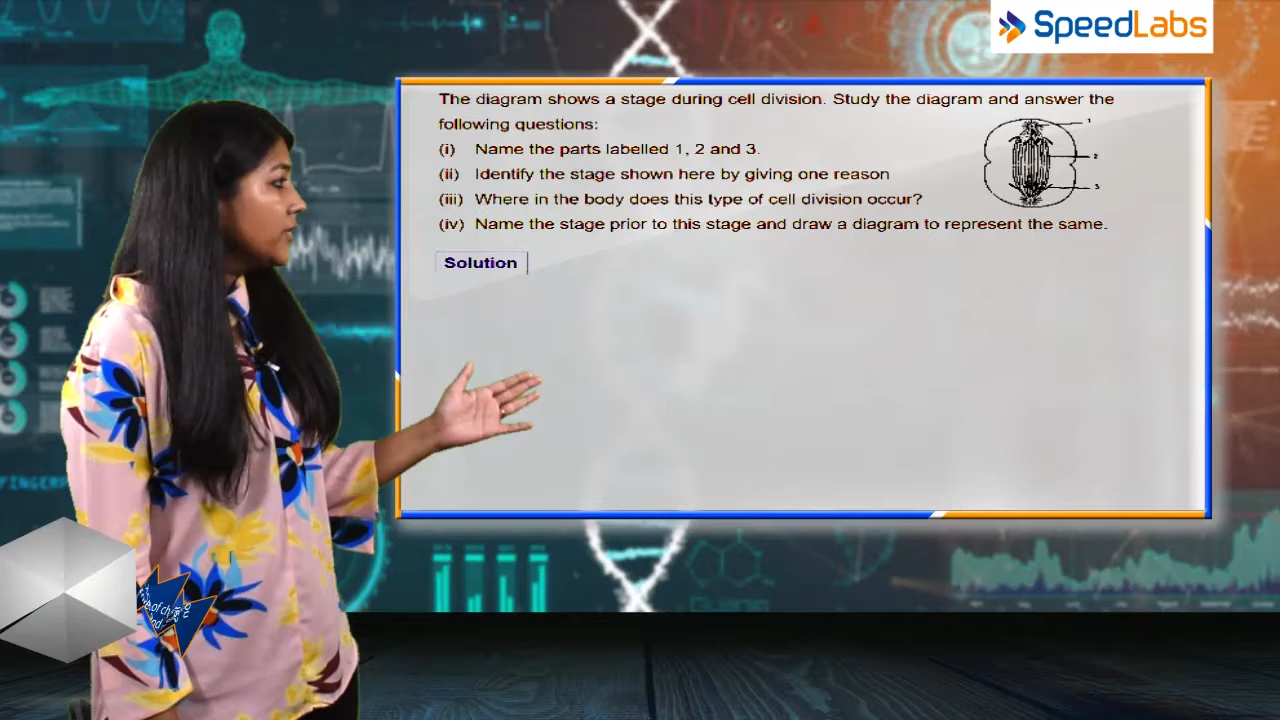 SpeedLabs
The diagram shows a stage during cell division. Study the diagram and answer the
following questions:
(i) Name the parts labelled 1, 2 and 3.
(ii) Identify the stage shown here by giving one reason
(iii) Where in the body does this type of cell division occur?
(iv) Name the stage prior to this stage and draw a diagram to represent the same.
1
2
3
Solution